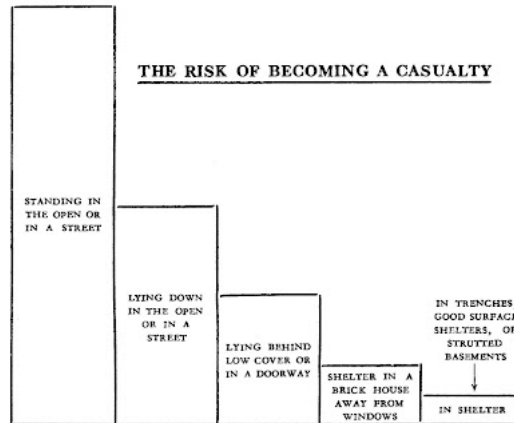 THE RISK OF BECOMING A CASUALTY
STANDING IN
THE OPEN OR
IN A STREET
LYING DOWN
IN THE OPEN
OR IN A
STREET
LYING BEHIND
LOW COVER OR
IN A DOORWAY
SHELTER IN A
BRICK HOUSE
AWAY FROM
WINDOWS
IN TRENCHES
GOOD SURFACE
SHELTERS, OR
STRUTTED
BASEMENTS
IN SHELTER